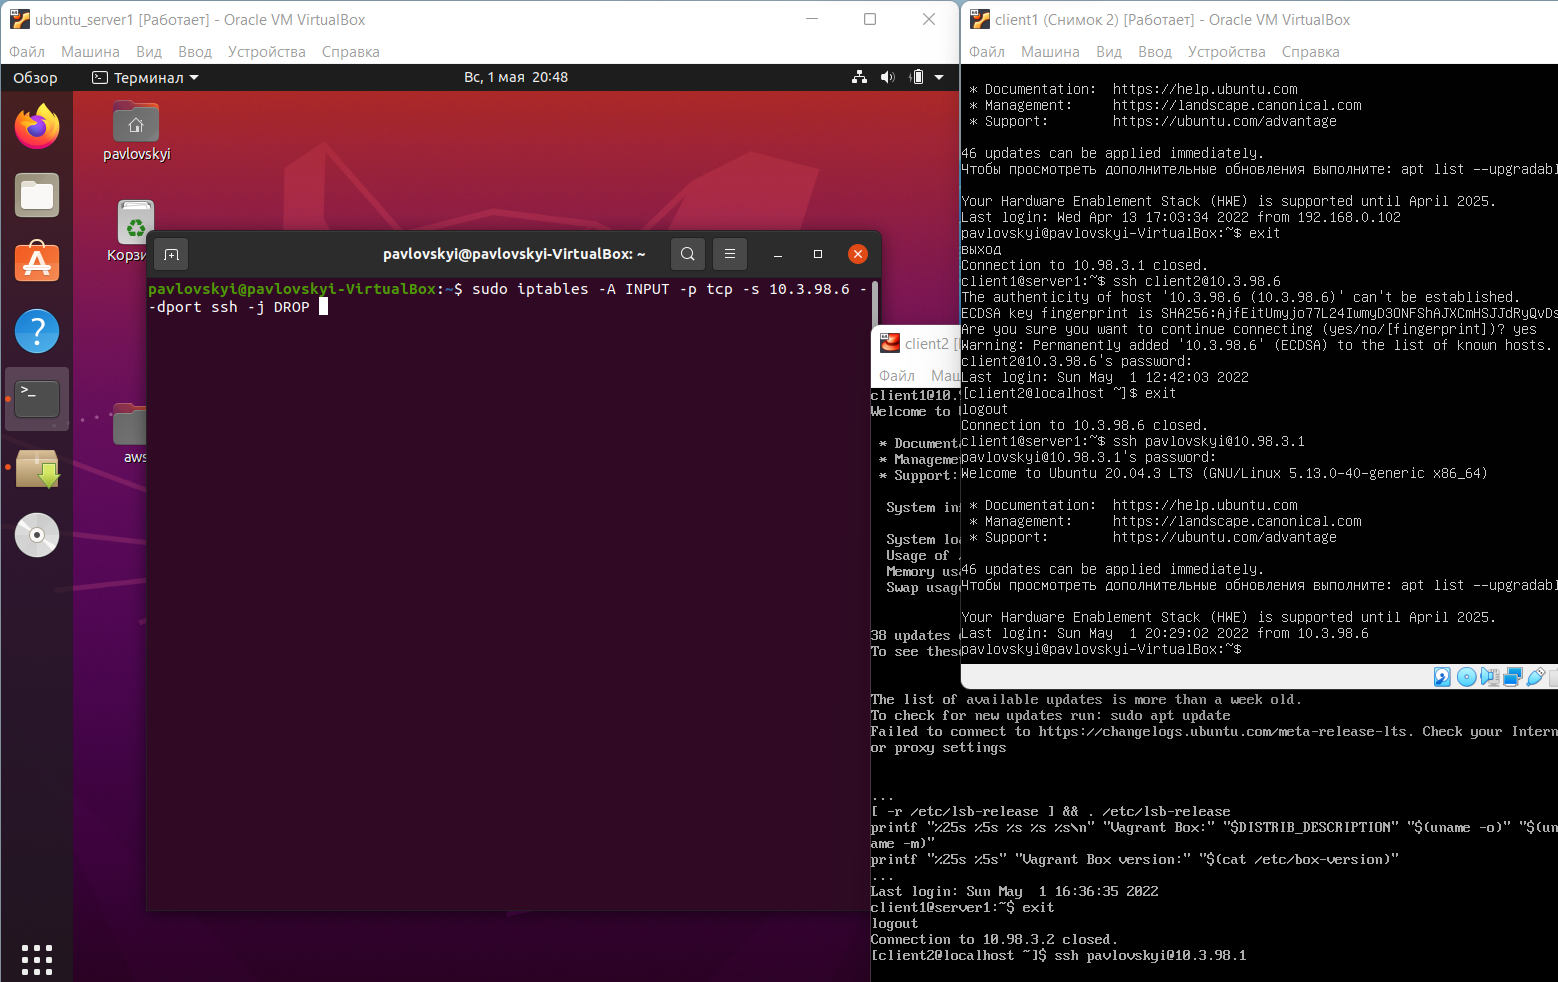 ubuntu_server1 [Работает] - Oracle VM VirtualBox
Файл Машина Вид Ввод Устройства Справка
Обзор Терминал Вс, 1 мая 20:48
pavlovskyi
Корзи
aws
pavlovskyi@pavlovskyi-VirtualBox: ~
pavlovskyi@pavlovskyi-VirtualBox:~$ sudo iptables -A INPUT -p tcp -s 10.3.98.6 -
-dport ssh -j DROP
client1 (Снимок 2) [Работает] - Oracle VM VirtualBox
Файл Машина Вид Ввод Устройства Справка
* Documentation: https://help.ubuntu.com
* Management: https://landscape.canonical.com
* Support: https://ubuntu.com/advantage
46 updates can be applied immediately.
Чтобы просмотреть дополнительные обновления выполните: apt list --upgradabl
Your Hardware Enablement Stack (HWE) is supported until April 2025.
Last login: Wed Apr 13 17:03:34 2022 from 192.168.0.102
pavlovskyi@pavlovskyi-VirtualBox:~$ exit
выход
Connection to 10.98.3.1 closed.
client1@server1:~$ ssh client2@10.3.98.6
The authenticity of host '10.3.98.6 (10.3.98.6)' can't be established.
ECDSA key fingerprint is SHA256:AjfEitUmyjo77L24IwmyD3ONFShAJXCmHSJJdRyQvDs
Are you sure you want to continue connecting (yes/no/[fingerprint])? yes
Warning: Permanently added '10.3.98.6' (ECDSA) to the list of known hosts.
client2@10.3.98.6's password:
Last login: Sun May 1 12:42:03 2022
[client2@localhost ~]$ exit
logout
Connection to 10.3.98.6 closed.
client1@server1:~$ ssh pavlovskyi@10.98.3.1
pavlovskyi@10.98.3.1's password:
Welcome to Ubuntu 20.04.3 LTS (GNU/Linux 5.13.0-40-generic x86_64)
* Documentation: https://help.ubuntu.com
* Management: https://landscape.canonical.com
* Support: https://ubuntu.com/advantage
46 updates can be applied immediately.
Чтобы просмотреть дополнительные обновления выполните: apt list --upgradabl
Your Hardware Enablement Stack (HWE) is supported until April 2025.
Last login: Sun May 1 20:29:02 2022 from 10.3.98.6
pavlovskyi@pavlovskyi-VirtualBox:~$
client2 [
Файл Маш
client1@10.9
Welcome to
* Documenta
* Managemen
* Support:
System in
System loa
Usage of
Memory usa
Swap usag
38 updates
To see these
The list of available updates is more than a week old.
To check for new updates run: sudo apt update
Failed to connect to https://changelogs.ubuntu.com/meta-release-lts. Check your Intern
or proxy settings
...
[ -r /etc/lsb-release ] && . /etc/lsb-release
printf "%25s %5s %s %s %s\n" "Vagrant Box:" "$DISTRIB_DESCRIPTION" "$(uname -o)" "$(un
ame -m)"
printf "%25s %5s" "Vagrant Box version:" "$(cat /etc/box-version)"
...
Last login: Sun May 1 16:36:35 2022
client1@server1:~$ exit
logout
Connection to 10.98.3.2 closed.
[client2@localhost ~]$ ssh pavlovskyi@10.3.98.1